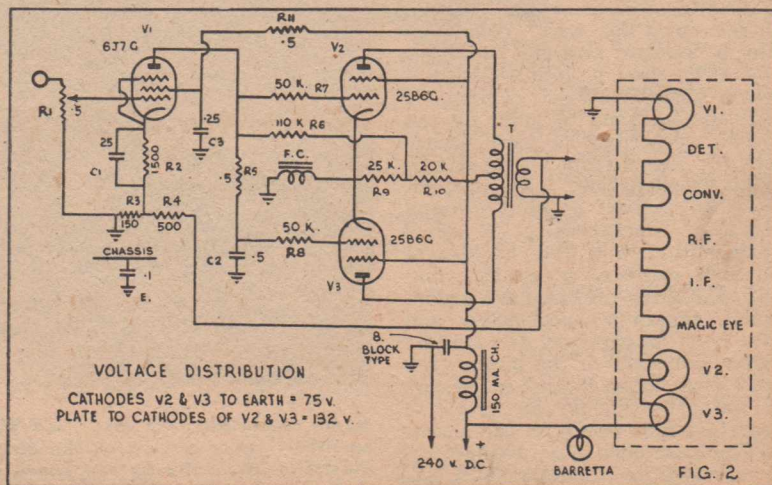 R11
.5
V1
6J7G
V2
50 K. R7
25B6G.
110 K R6
R1
.5
.25
C3
25
C1
R2
1500
R5
.5
F.C.
25 K.
R9
20 K.
R10
T
R3
150
R4
500
50 K.
R8
25B6G
C2
.5
V3
CHASSIS
.1
E.
8.
BLOCK
TYPE
150 MA. CH.
VOLTAGE DISTRIBUTION
CATHODES V2 & V3 TO EARTH = 75 V.
PLATE TO CATHODES OF V2 & V3 = 132 V.
+
240 V. D.C.
BARRETTA
V1.
DET.
CONV.
R.F.
I.F.
MAGIC EYE
V2.
V3.
FIG. 2